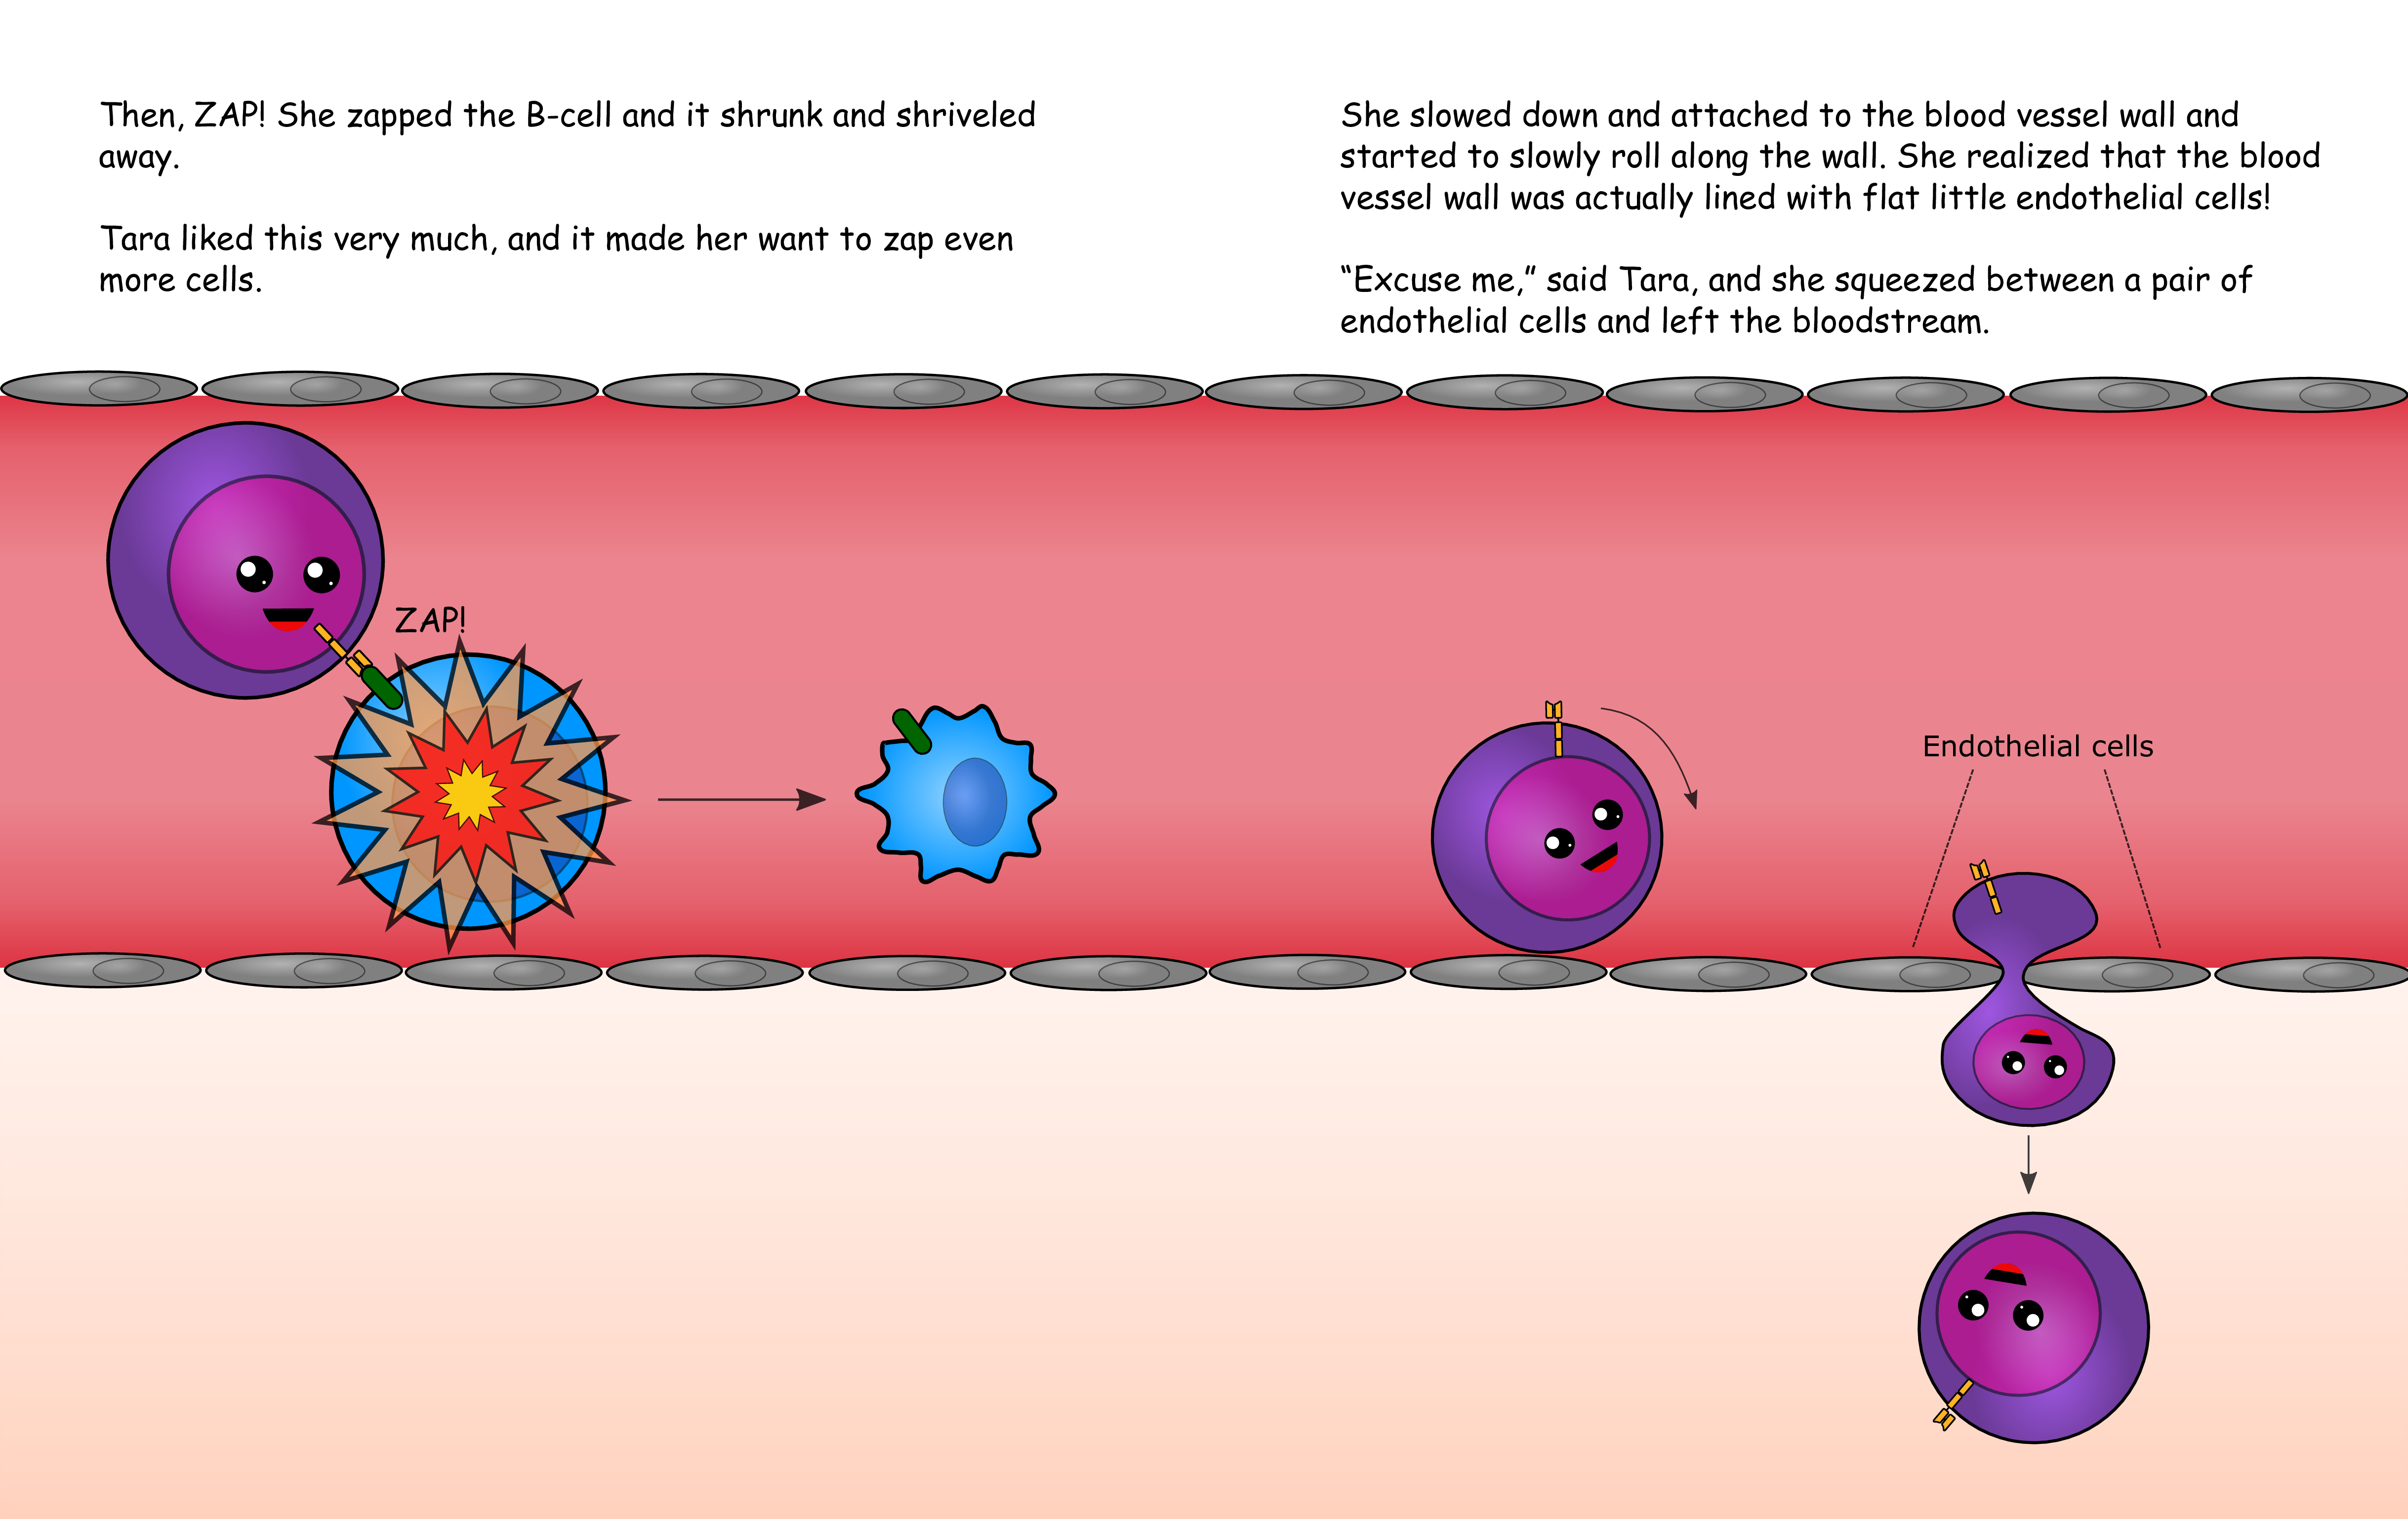 Then, ZAP! She zapped the B-cell and it shrunk and shriveled
away.
Tara liked this very much, and it made her want to zap even
more cells.
She slowed down and attached to the blood vessel wall and
started to slowly roll along the wall. She realized that the blood
vessel wall was actually lined with flat little endothelial cells!
“Excuse me,” said Tara, and she squeezed between a pair of
endothelial cells and left the bloodstream.
ZAP!
Endothelial cells